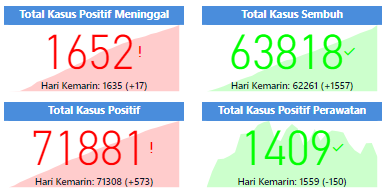 Total Kasus Positif Meninggal
1652!
Hari Kemarin: 1635 (+17)
Total Kasus Sembuh
63818
Hari Kemarin: 62261 (+1557)
Total Kasus Positif
71881!
Hari Kemarin: 71308 (+573)
Total Kasus Positif Perawatan
1409
Hari Kemarin: 1559 (-150)